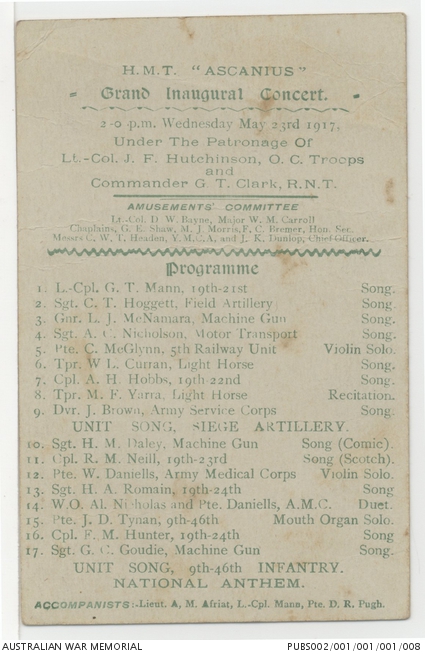 H.M.T. "ASCANIUS"
Grand Inaugural Concert.
2-0 p.m. Wednesday May 23rd 1917,
Under The Patronage Of
Lt.-Col. J. F. Hutchinson, O. C. Troops
and
Commander G. T. Clark, R.N.T.
AMUSEMENTS' COMMITTEE
Lt.-Col. D. W. Bayne, Major W. M. Carroll
Chaplains, G. E. Shaw, M. J. Morris, F. C. Bremer, Hon. Sec.
Messrs C. W. T. Headen, Y.M.C.A, and J. K. Dunlop, Chief Officer.
Programme
1. L.-Cpl. G. T. Mann, 19th-21st Song.
2. Sgt. C. T. Hoggett, Field Artillery Song.
3. Gnr. L. J. McNamara, Machine Gun Song.
4. Sgt. A. C. Nicholson, Motor Transport Song.
5. Pte. C. McGlynn, 5th Railway Unit Violin Solo.
6. Tpr. W L. Curran, Light Horse Song.
7. Cpl. A. H. Hobbs, 19th-22nd Song.
8. Tpr. M. F. Yarra, Light Horse Recitation.
9. Dvr. J. Brown, Army Service Corps Song.
UNIT SONG, SIEGE ARTILLERY.
10. Sgt. H. M. Daley, Machine Gun Song (Comic).
11. Cpl. R. M. Neill, 19th-23rd Song (Scotch).
12. Pte. W. Daniells, Army Medical Corps Violin Solo.
13. Sgt. H. A. Romain, 19th-24th Song
14. W.O. Al. Nicholas and Pte. Daniells, A.M.C. Duet.
15. Pte. J. D. Tynan, 9th-46th Mouth Organ Solo.
16. Cpl. F. M. Hunter, 19th-24th Song.
17. Sgt. G. C. Goudie, Machine Gun Song.
UNIT SONG, 9th-46th INFANTRY.
NATIONAL ANTHEM.
ACCOMPANISTS:-Lieut. A, M. Afriat, L.-Cpl. Mann, Pte. D. R. Pugh.
AUSTRALIAN WAR MEMORIAL PUBS002/001/001/001/008